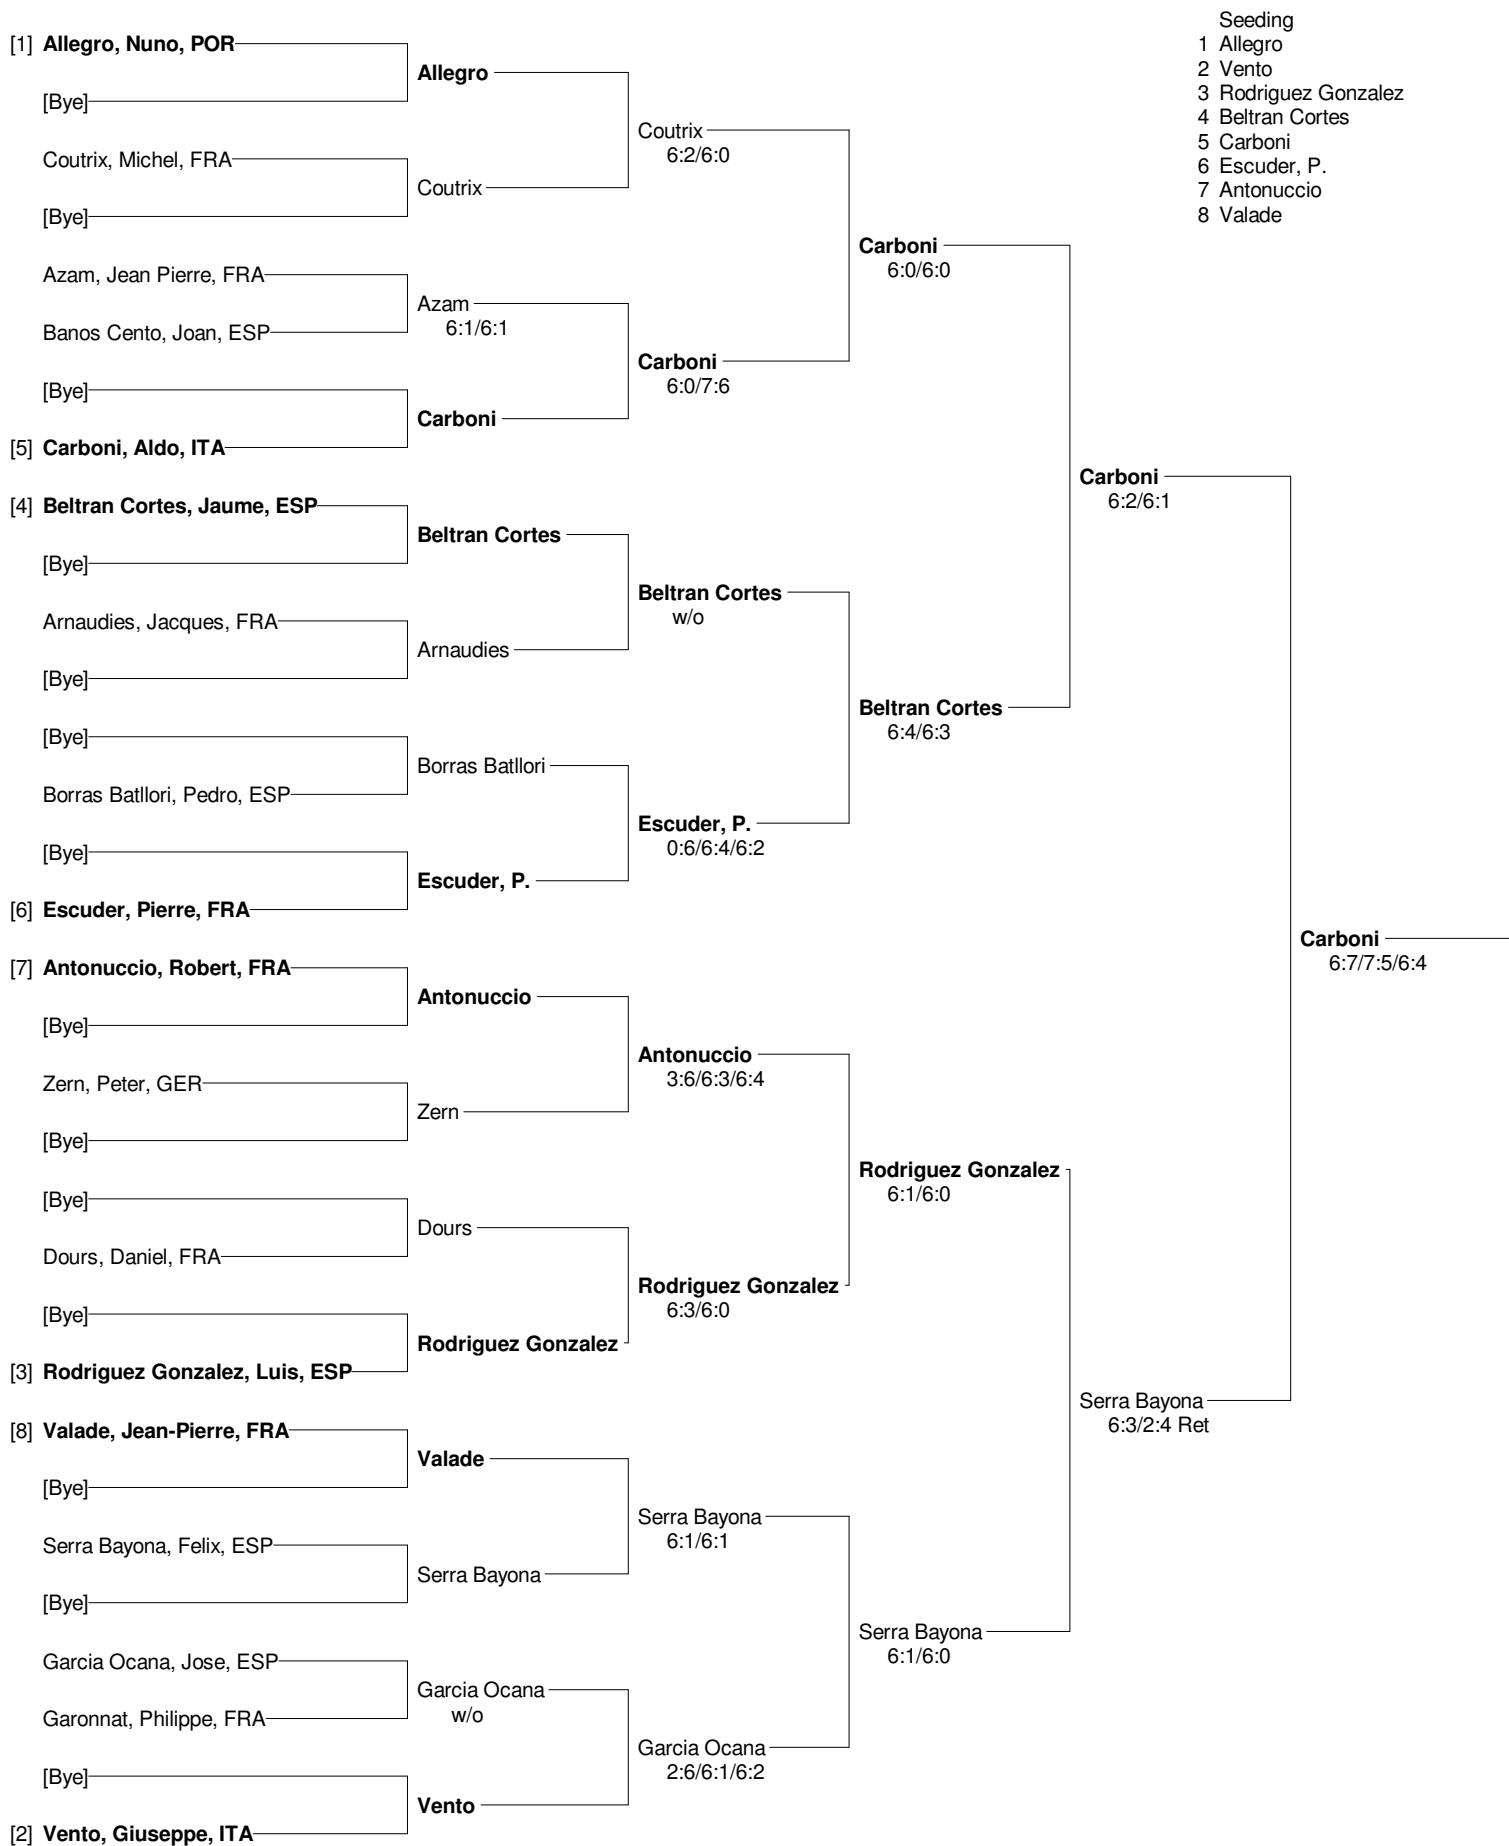 Seeding
1 Allegro
2 Vento
3 Rodriguez Gonzalez
4 Beltran Cortes
5 Carboni
6 Escuder, P.
7 Antonuccio
8 Valade
[1] Allegro, Nuno, POR
[Bye]
Coutrix, Michel, FRA
[Bye]
Azam, Jean Pierre, FRA
Banos Cento, Joan, ESP
[Bye]
[5] Carboni, Aldo, ITA
[4] Beltran Cortes, Jaume, ESP
[Bye]
Arnaudies, Jacques, FRA
[Bye]
[Bye]
Borras Batllori, Pedro, ESP
[Bye]
[6] Escuder, Pierre, FRA
[7] Antonuccio, Robert, FRA
[Bye]
Zern, Peter, GER
[Bye]
[Bye]
Dours, Daniel, FRA
[Bye]
[3] Rodriguez Gonzalez, Luis, ESP
[8] Valade, Jean-Pierre, FRA
[Bye]
Serra Bayona, Felix, ESP
[Bye]
Garcia Ocana, Jose, ESP
Garonnat, Philippe, FRA
[Bye]
[2] Vento, Giuseppe, ITA
Allegro
Coutrix
Azam
6:1/6:1
Carboni
Beltran Cortes
Arnaudies
Borras Batllori
Escuder, P.
Antonuccio
Zern
Dours
Rodriguez Gonzalez
Valade
Serra Bayona
Garcia Ocana
w/o
Vento
Coutrix
6:2/6:0
Carboni
6:0/7:6
Beltran Cortes
w/o
Escuder, P.
0:6/6:4/6:2
Antonuccio
3:6/6:3/6:4
Rodriguez Gonzalez
6:3/6:0
Serra Bayona
6:1/6:1
Garcia Ocana
2:6/6:1/6:2
Carboni
6:0/6:0
Beltran Cortes
6:4/6:3
Rodriguez Gonzalez
6:1/6:0
Serra Bayona
6:1/6:0
Carboni
6:2/6:1
Serra Bayona
6:3/2:4 Ret
Carboni
6:7/7:5/6:4